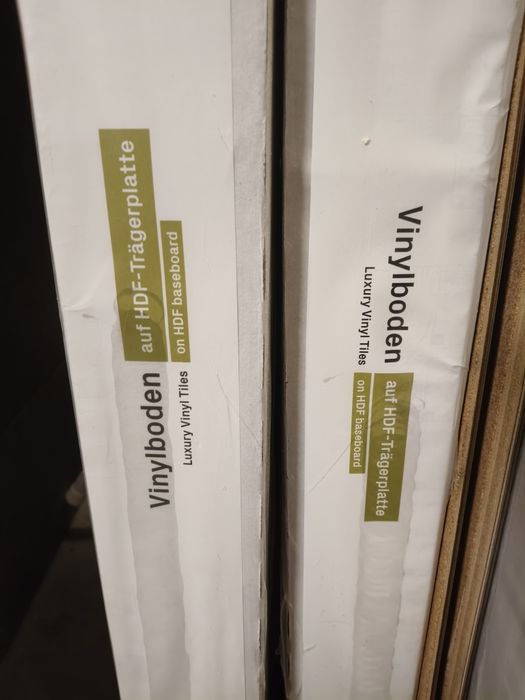 Vinylboden auf HDF-Trägerplatte
Luxury Vinyl Tiles on HDF baseboard
Vinylboden auf HDF-Trägerplatte
Luxury Vinyl Tiles on HDF baseboard